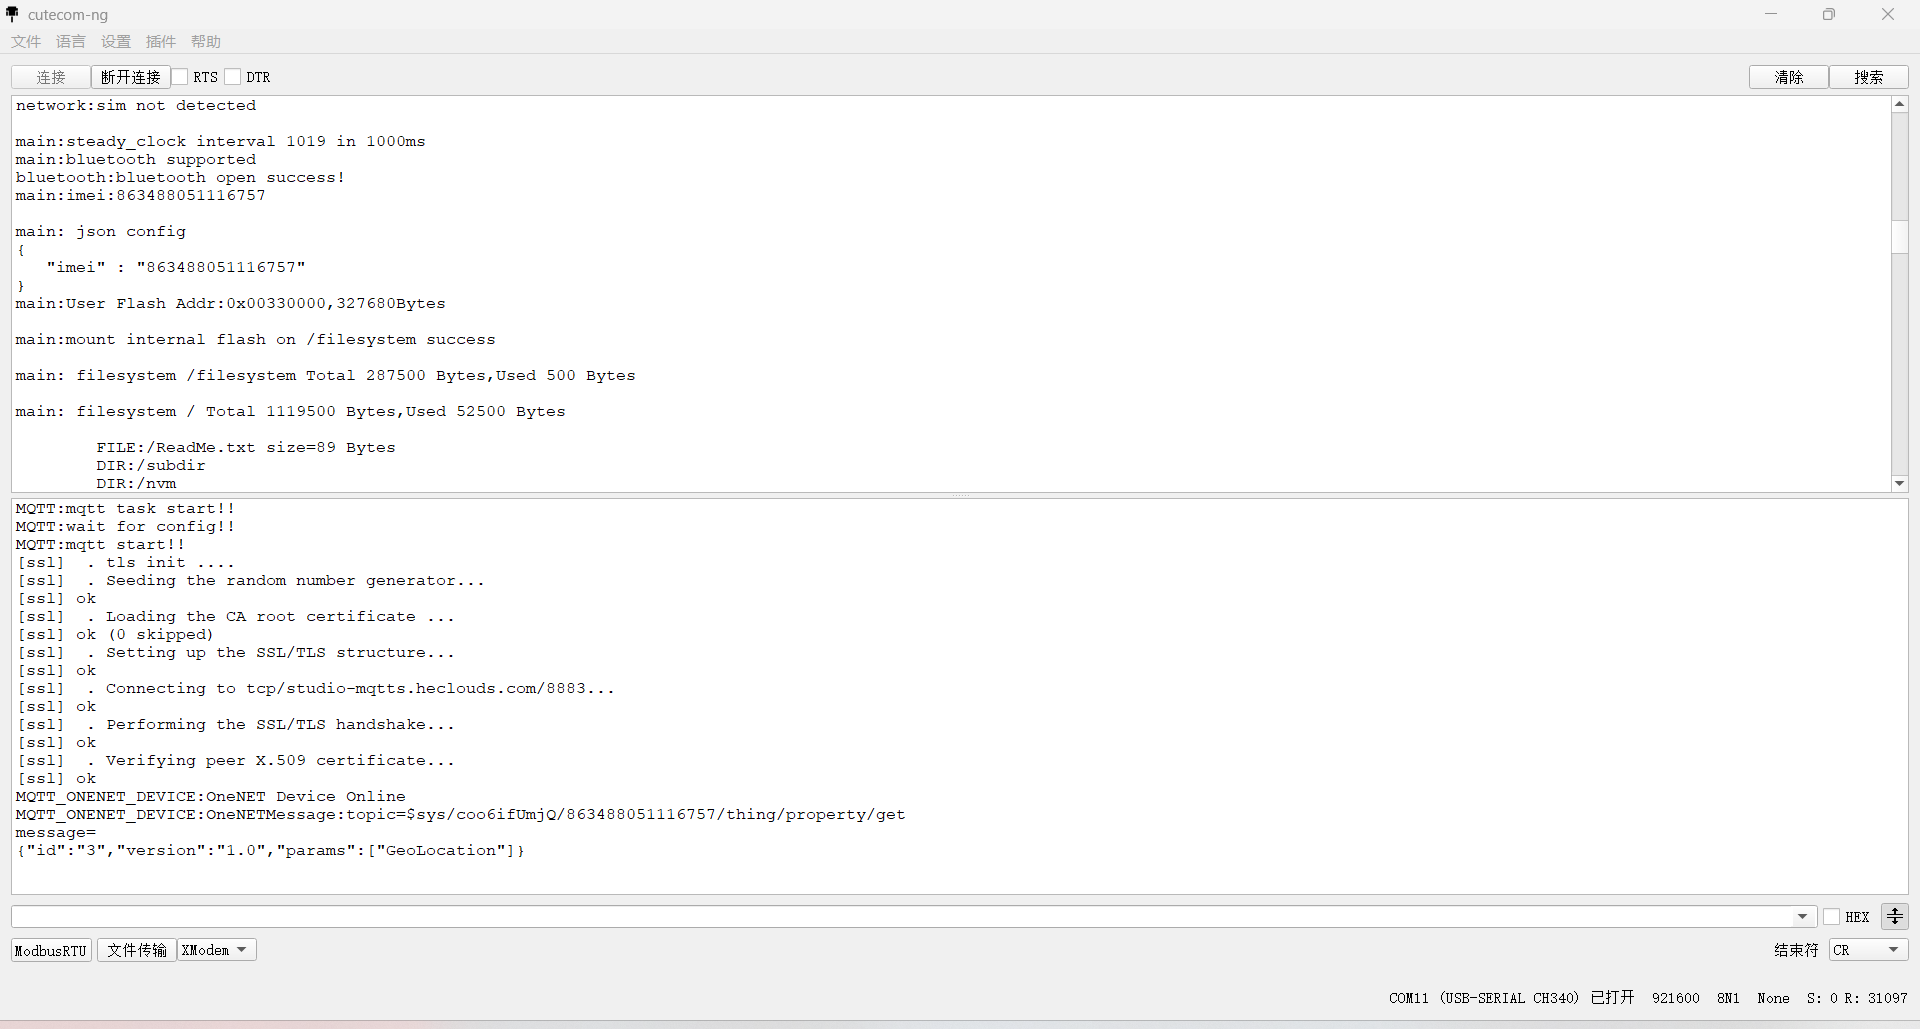 cutecom-ng
文件 语言 设置 插件 帮助
连接 断开连接 RTS DTR 清除 搜索
network:sim not detected
main:steady_clock interval 1019 in 1000ms
main:bluetooth supported
bluetooth:bluetooth open success!
main:imei:863488051116757
main: json config
{
"imei" : "863488051116757"
}
main:User Flash Addr:0x00330000,327680Bytes
main:mount internal flash on /filesystem success
main: filesystem /filesystem Total 287500 Bytes,Used 500 Bytes
main: filesystem / Total 1119500 Bytes,Used 52500 Bytes
FILE:/ReadMe.txt size=89 Bytes
DIR:/subdir
DIR:/nvm
MQTT:mqtt task start!!
MQTT:wait for config!!
MQTT:mqtt start!!
[ssl]  . tls init ....
[ssl]  . Seeding the random number generator...
[ssl] ok
[ssl]  . Loading the CA root certificate ...
[ssl] ok (0 skipped)
[ssl]  . Setting up the SSL/TLS structure...
[ssl] ok
[ssl]  . Connecting to tcp/studio-mqtts.heclouds.com/8883...
[ssl] ok
[ssl]  . Performing the SSL/TLS handshake...
[ssl] ok
[ssl]  . Verifying peer X.509 certificate...
[ssl] ok
MQTT_ONENET_DEVICE:OneNET Device Online
MQTT_ONENET_DEVICE:OneNETMessage:topic=$sys/coo6ifUmjQ/863488051116757/thing/property/get
message=
{"id":"3","version":"1.0","params":["GeoLocation"]}
HEX
ModbusRTU 文件传输 XModem 结束符 CR
COM11 (USB-SERIAL CH340) 已打开 921600 8N1 None S: 0 R: 31097